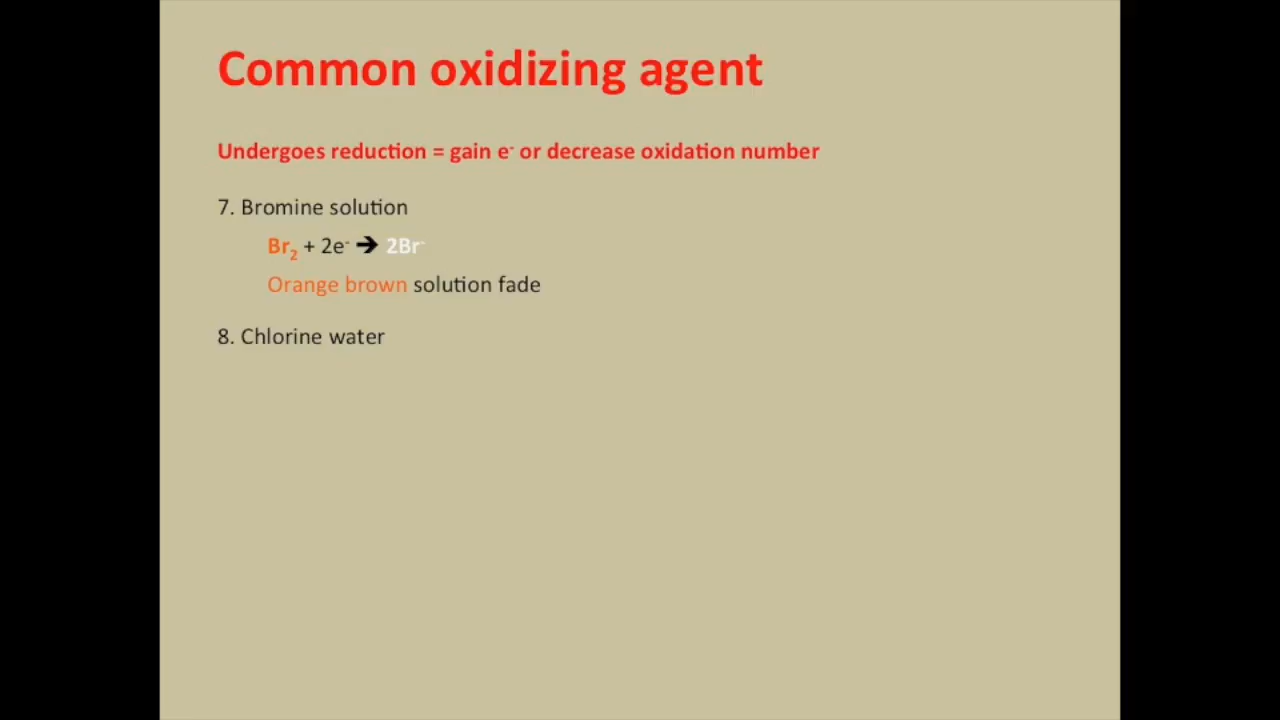 Common oxidizing agent
Undergoes reduction = gain e⁻ or decrease oxidation number
7. Bromine solution
Br₂ + 2e⁻ ➔ 2Br⁻
Orange brown solution fade
8. Chlorine water